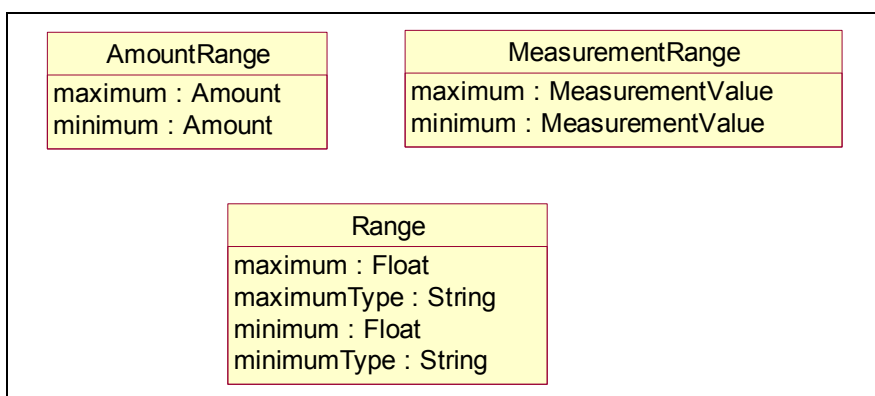 AmountRange
maximum : Amount
minimum : Amount
MeasurementRange
maximum : MeasurementValue
minimum : MeasurementValue
Range
maximum : Float
maximumType : String
minimum : Float
minimumType : String